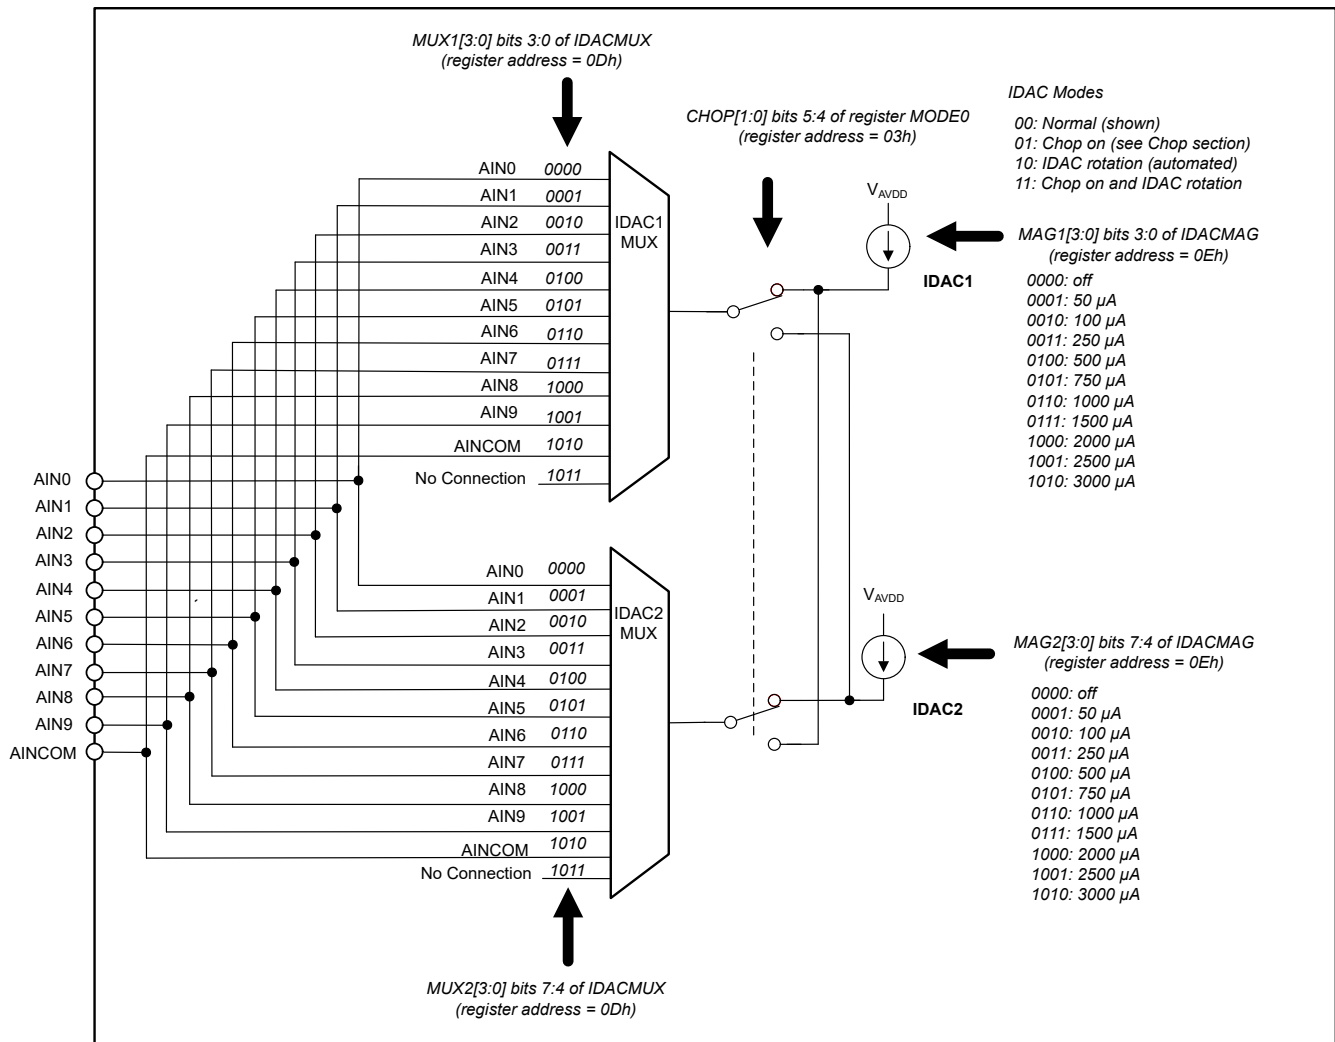 MUX1[3:0] bits 3:0 of IDACMUX
(register address = 0Dh)
CHOP[1:0] bits 5:4 of register MODE0
(register address = 03h)
IDAC Modes
00: Normal (shown)
01: Chop on (see Chop section)
10: IDAC rotation (automated)
11: Chop on and IDAC rotation
AIN0 0000
AIN1 0001
AIN2 0010
AIN3 0011
AIN4 0100
AIN5 0101
AIN6 0110
AIN7 0111
AIN8 1000
AIN9 1001
AINCOM 1010
No Connection 1011
IDAC1
MUX
VAVDD
IDAC1
MAG1[3:0] bits 3:0 of IDACMAG
(register address = 0Eh)
0000: off
0001: 50 µA
0010: 100 µA
0011: 250 µA
0100: 500 µA
0101: 750 µA
0110: 1000 µA
0111: 1500 µA
1000: 2000 µA
1001: 2500 µA
1010: 3000 µA
AIN0
AIN1
AIN2
AIN3
AIN4
AIN5
AIN6
AIN7
AIN8
AIN9
AINCOM
AIN0 0000
AIN1 0001
AIN2 0010
AIN3 0011
AIN4 0100
AIN5 0101
AIN6 0110
AIN7 0111
AIN8 1000
AIN9 1001
AINCOM 1010
No Connection 1011
IDAC2
MUX
VAVDD
IDAC2
MAG2[3:0] bits 7:4 of IDACMAG
(register address = 0Eh)
0000: off
0001: 50 µA
0010: 100 µA
0011: 250 µA
0100: 500 µA
0101: 750 µA
0110: 1000 µA
0111: 1500 µA
1000: 2000 µA
1001: 2500 µA
1010: 3000 µA
MUX2[3:0] bits 7:4 of IDACMUX
(register address = 0Dh)